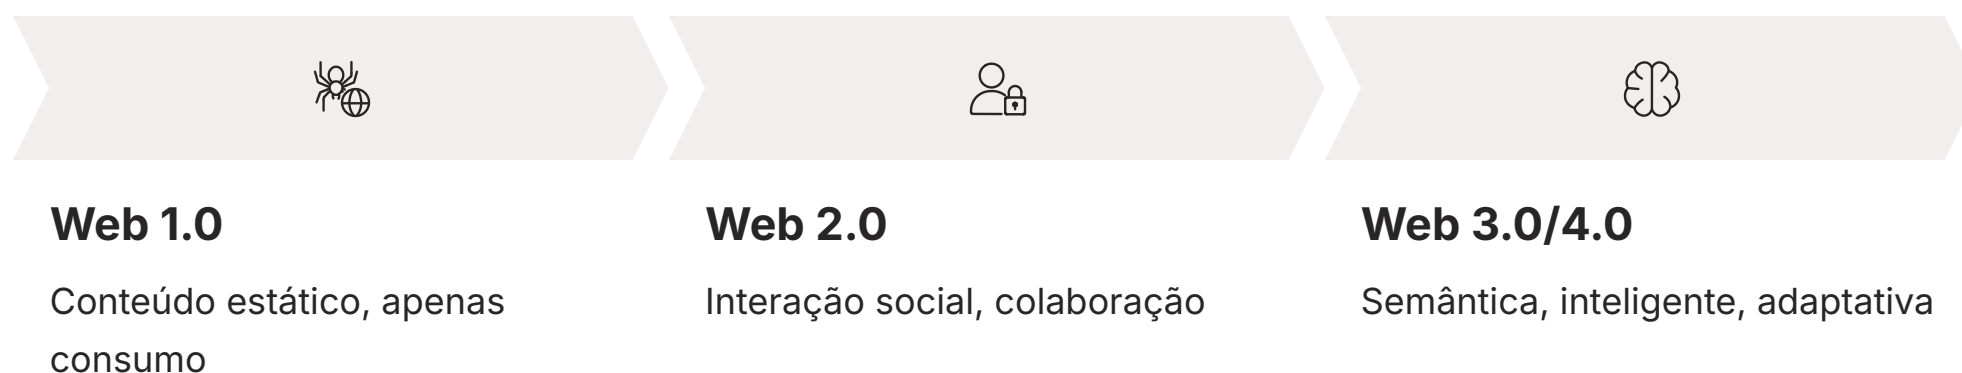 Web 1.0
Conteúdo estático, apenas
consumo
Web 2.0
Interação social, colaboração
Web 3.0/4.0
Semântica, inteligente, adaptativa